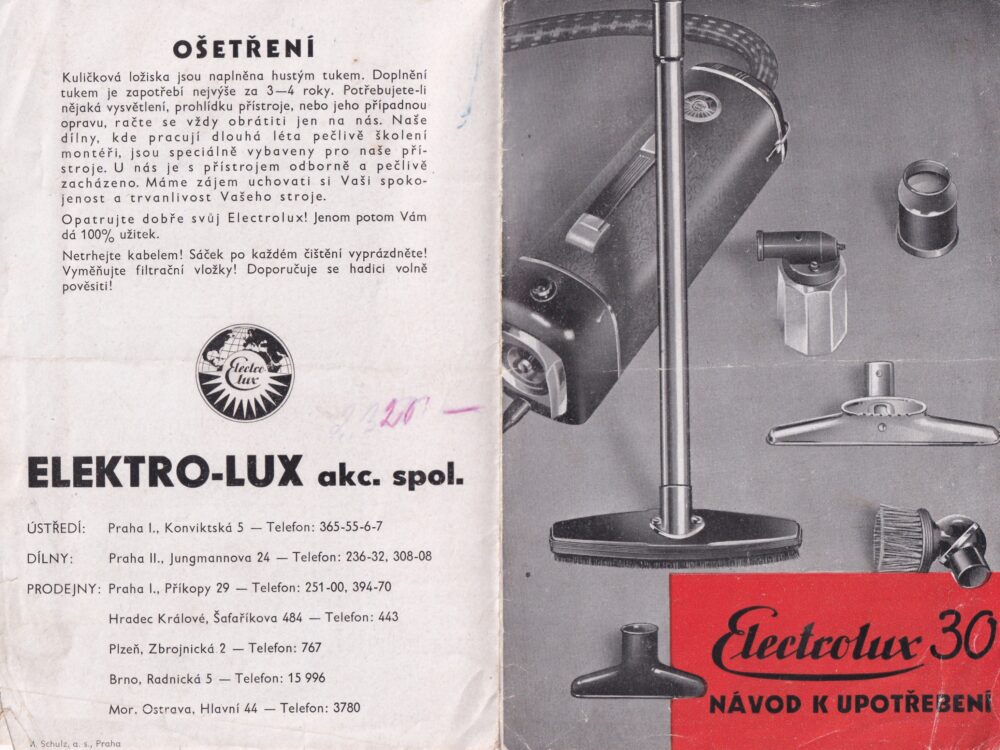 OŠETŘENÍ
Kuličková ložiska jsou naplněna hustým tukem. Doplnění
tukem je zapotřebí nejvýše za 3—4 roky. Potřebujete-li
nějaká vysvětlení, prohlídku přístroje, nebo jeho případnou
opravu, račte se vždy obrátiti jen na nás. Naše
dílny, kde pracují dlouhá léta pečlivě školení
montéři, jsou speciálně vybaveny pro naše pří-
stroje. U nás je s přístrojem odborně a pečlivě
zacházeno. Máme zájem uchovati si Vaši spoko-
jenost a trvanlivost Vašeho stroje.
Opatrujte dobře svůj Electrolux! Jenom potom Vám
dá 100% užitek.
Netrhejte kabelem! Sáček po každém čištění vyprázdněte!
Vyměňujte filtrační vložky! Doporučuje se hadici volně
pověsiti!
Electro
lux
320 —
ELEKTRO-LUX akc. spol.
ÚSTŘEDÍ: Praha I., Konviktská 5 — Telefon: 365-55-6-7
DÍLNY: Praha II., Jungmannova 24 — Telefon: 236-32, 308-08
PRODEJNY: Praha I., Příkopy 29 — Telefon: 251-00, 394-70
Hradec Králové, Šafaříkova 484 — Telefon: 443
Plzeň, Zbrojnická 2 — Telefon: 767
Brno, Radnická 5 — Telefon: 15 996
Mor. Ostrava, Hlavní 44 — Telefon: 3780
M. Schulz, a. s., Praha
Electrolux 30
NÁVOD K UPOTŘEBENÍ